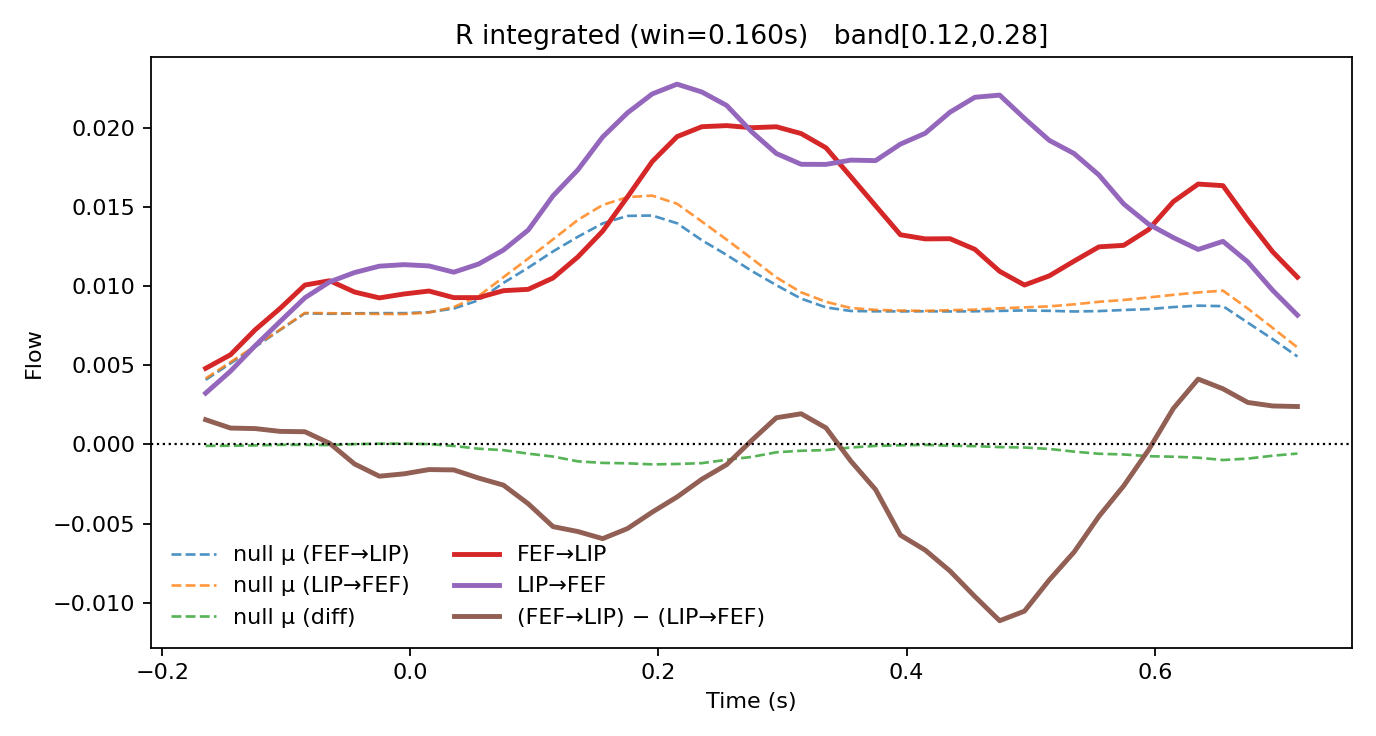 R integrated (win=0.160s)   band[0.12,0.28]
Flow
0.020
0.015
0.010
0.005
0.000
−0.005
−0.010
null μ (FEF→LIP)
null μ (LIP→FEF)
null μ (diff)
FEF→LIP
LIP→FEF
(FEF→LIP) − (LIP→FEF)
−0.2 0.0 0.2 0.4 0.6
Time (s)